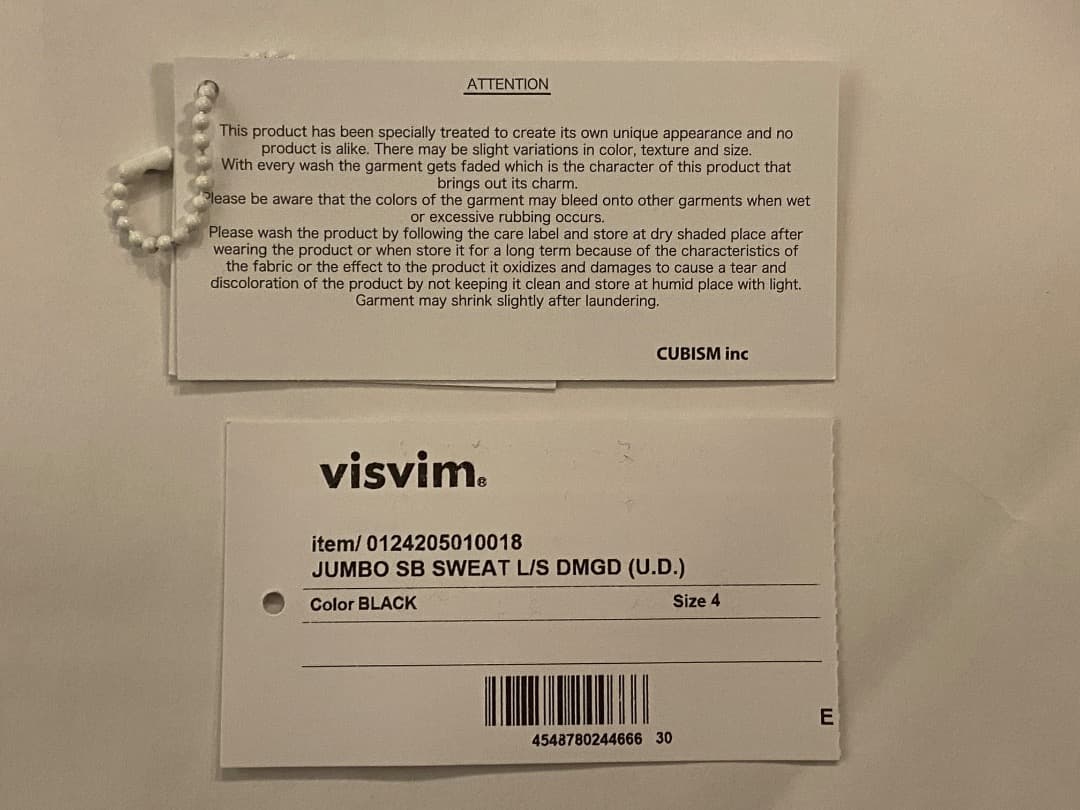 ATTENTION
This product has been specially treated to create its own unique appearance and no
product is alike. There may be slight variations in color, texture and size.
With every wash the garment gets faded which is the character of this product that
brings out its charm.
Please be aware that the colors of the garment may bleed onto other garments when wet
or excessive rubbing occurs.
Please wash the product by following the care label and store at dry shaded place after
wearing the product or when store it for a long term because of the characteristics of
the fabric or the effect to the product it oxidizes and damages to cause a tear and
discoloration of the product by not keeping it clean and store at humid place with light.
Garment may shrink slightly after laundering.
CUBISM inc
visvim®
item/ 0124205010018
JUMBO SB SWEAT L/S DMGD (U.D.)
Color BLACK Size 4
E
4548780244666 30